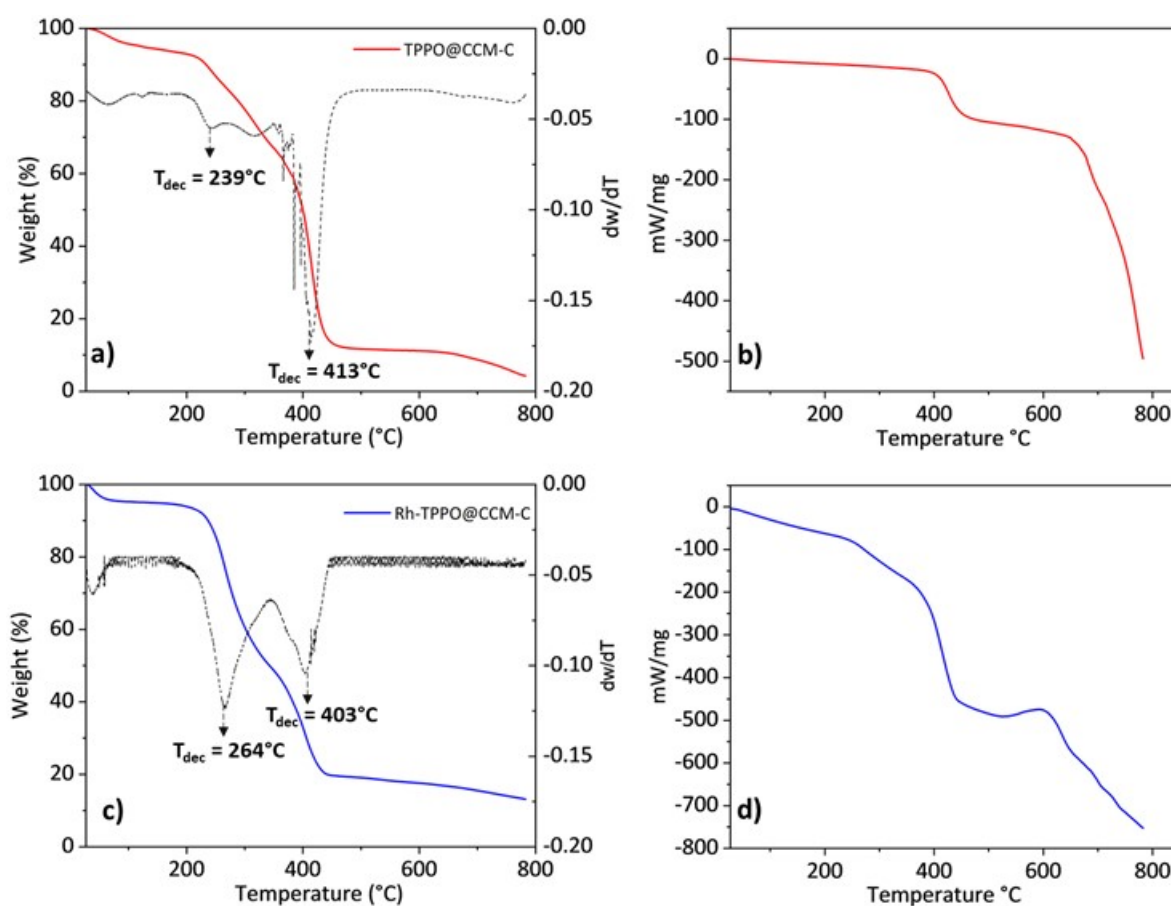 100
80
60
40
20
0
Weight (%)
TPPO@CCM-C
T_dec = 239°C
T_dec = 413°C
a)
0.00
-0.05
-0.10
-0.15
-0.20
dw/dT
200
400
600
800
Temperature (°C)
0
-100
-200
-300
-400
-500
mW/mg
b)
200
400
600
800
Temperature °C
100
80
60
40
20
0
Weight (%)
Rh-TPPO@CCM-C
T_dec = 403°C
T_dec = 264°C
c)
0.00
-0.05
-0.10
-0.15
-0.20
dw/dT
200
400
600
800
Temperature (°C)
0
-100
-200
-300
-400
-500
-600
-700
-800
mW/mg
d)
200
400
600
800
Temperature °C